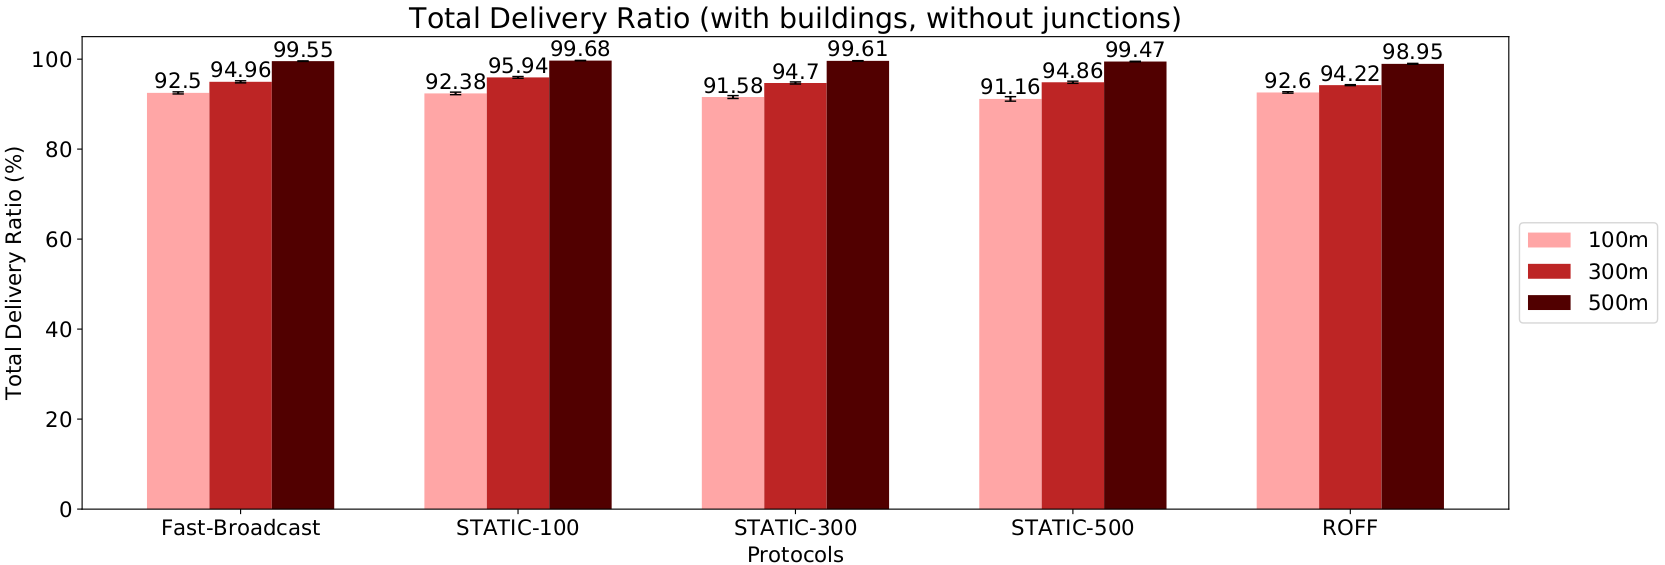 Total Delivery Ratio (with buildings, without junctions)
Total Delivery Ratio (%)
100
80
60
40
20
0
92.5 94.96 99.55
92.38 95.94 99.68
91.58 94.7 99.61
91.16 94.86 99.47
92.6 94.22 98.95
Fast-Broadcast STATIC-100 STATIC-300 STATIC-500 ROFF
Protocols
100m
300m
500m